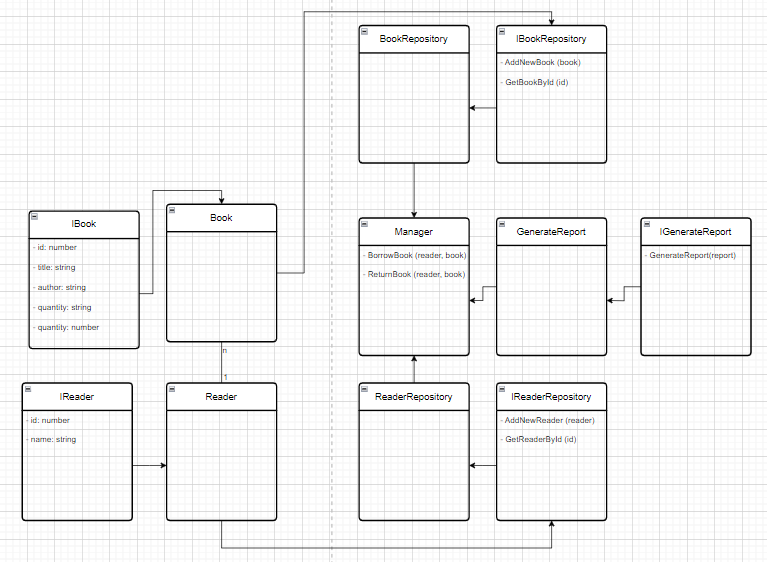 BookRepository
IBookRepository
- AddNewBook (book)
- GetBookById (id)
IBook
- id: number
- title: string
- author: string
- quantity: string
- quantity: number
Book
Manager
- BorrowBook (reader, book)
- ReturnBook (reader, book)
GenerateReport
IGenerateReport
- GenerateReport(report)
n
1
IReader
- id: number
- name: string
Reader
ReaderRepository
IReaderRepository
- AddNewReader (reader)
- GetReaderById (id)